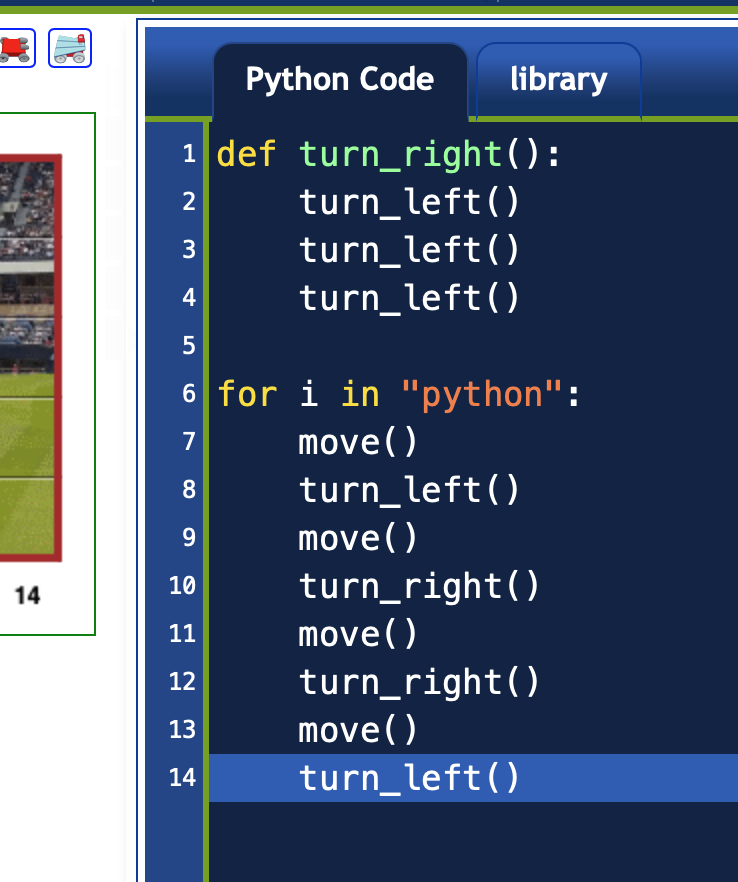 Python Code
library
1 def turn_right():
2     turn_left()
3     turn_left()
4     turn_left()
5
6 for i in "python":
7     move()
8     turn_left()
9     move()
10     turn_right()
11     move()
12     turn_right()
13     move()
14     turn_left()
14